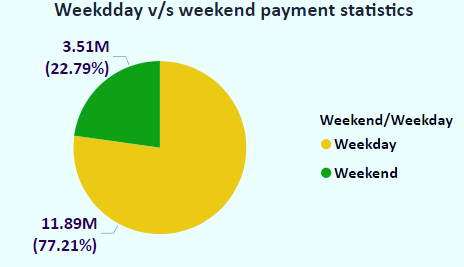 Weekdday v/s weekend payment statistics
3.51M
(22.79%)
Weekend/Weekday
Weekday
Weekend
11.89M
(77.21%)